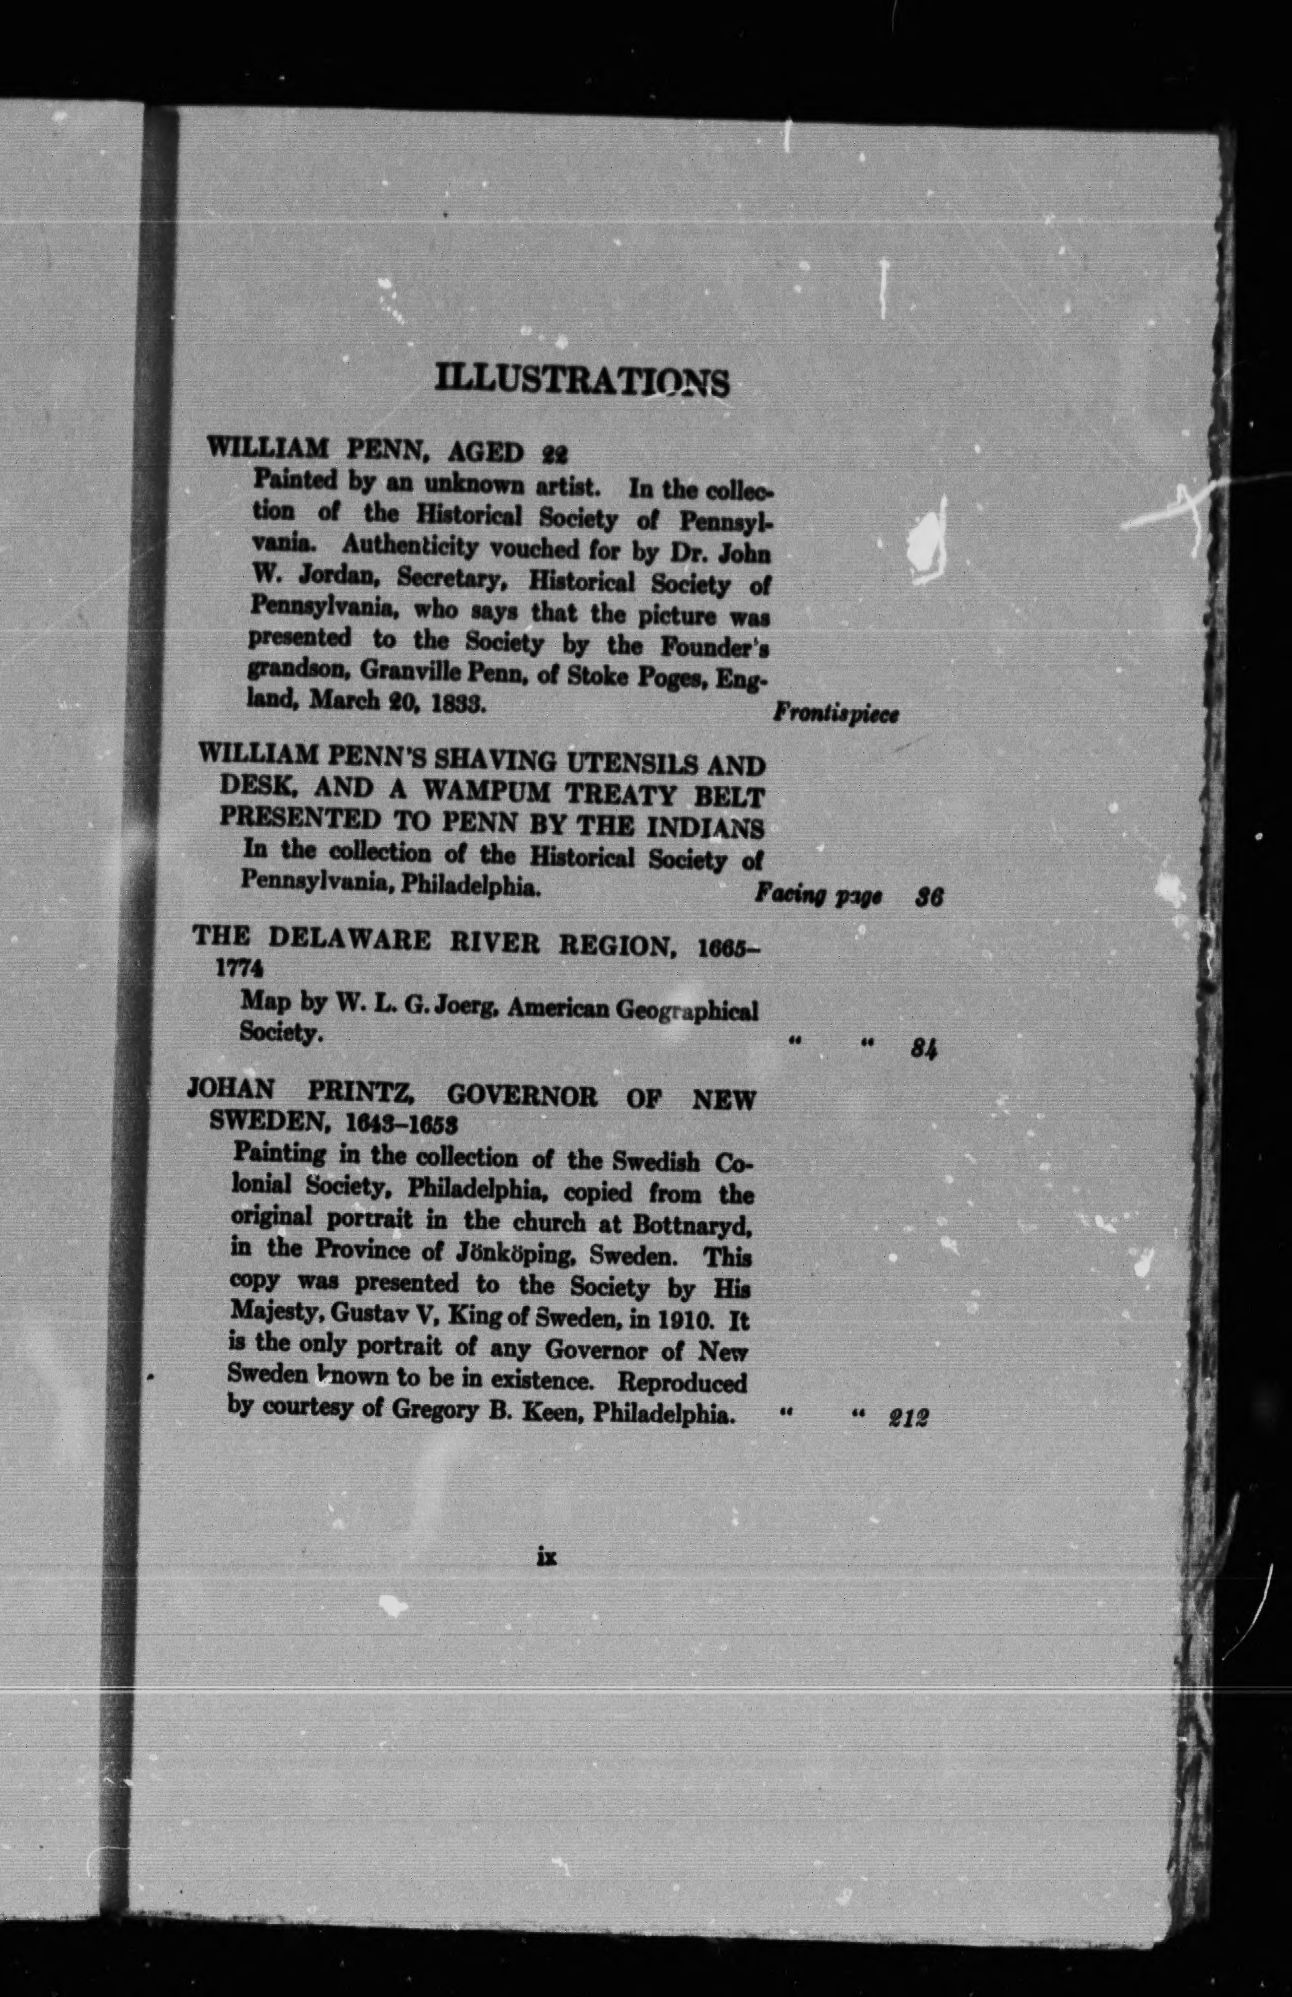 ILLUSTRATIONS
WILLIAM PENN, AGED 22
Painted by an unknown artist. In the collec-
tion of the Historical Society of Pennsyl-
vania. Authenticity vouched for by Dr. John
W. Jordan, Secretary, Historical Society of
Pennsylvania, who says that the picture was
presented to the Society by the Founder's
grandson, Granville Penn, of Stoke Poges, Eng-
land, March 20, 1833. Frontispiece
WILLIAM PENN'S SHAVING UTENSILS AND
DESK, AND A WAMPUM TREATY BELT
PRESENTED TO PENN BY THE INDIANS
In the collection of the Historical Society of
Pennsylvania, Philadelphia. Facing page 36
THE DELAWARE RIVER REGION, 1665–
1774
Map by W. L. G. Joerg, American Geographical
Society. “ “ 84
JOHAN PRINTZ, GOVERNOR OF NEW
SWEDEN, 1643–1653
Painting in the collection of the Swedish Co-
lonial Society, Philadelphia, copied from the
original portrait in the church at Bottnaryd,
in the Province of Jönköping, Sweden. This
copy was presented to the Society by His
Majesty, Gustav V, King of Sweden, in 1910. It
is the only portrait of any Governor of New
Sweden known to be in existence. Reproduced
by courtesy of Gregory B. Keen, Philadelphia. “ “ 212
ix